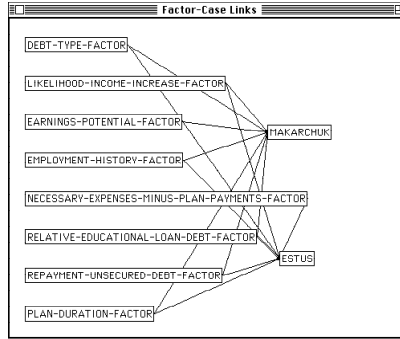 Factor-Case Links
DEBT-TYPE-FACTOR
LIKELIHOOD-INCOME-INCREASE-FACTOR
EARNINGS-POTENTIAL-FACTOR
MAKARCHUK
EMPLOYMENT-HISTORY-FACTOR
NECESSARY-EXPENSES-MINUS-PLAN-PAYMENTS-FACTOR
RELATIVE-EDUCATIONAL-LOAN-DEBT-FACTOR
ESTUS
REPAYMENT-UNSECURED-DEBT-FACTOR
PLAN-DURATION-FACTOR